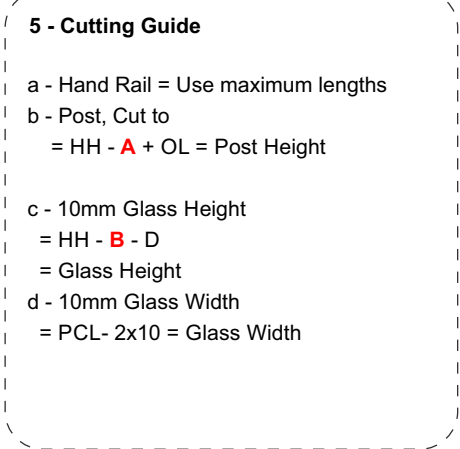 5 - Cutting Guide
a - Hand Rail = Use maximum lengths
b - Post, Cut to
= HH - A + OL = Post Height
c - 10mm Glass Height
= HH - B - D
= Glass Height
d - 10mm Glass Width
= PCL- 2x10 = Glass Width